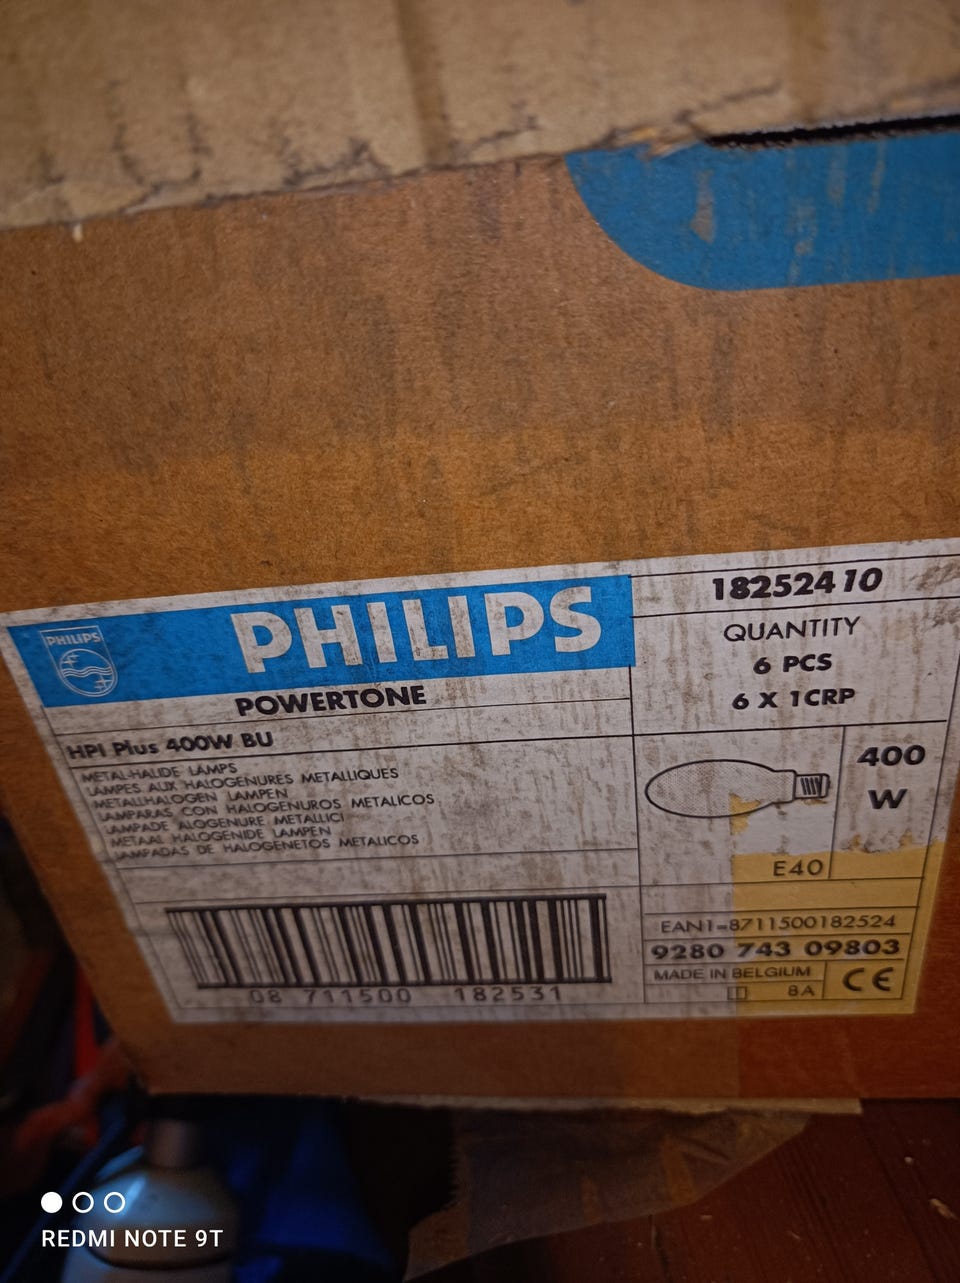 PHILIPS
PHILIPS
POWERTONE
HPI Plus 400W BU
METAL-HALIDE LAMPS
LAMPES AUX HALOGENURES METALLIQUES
METALLHALOGEN LAMPEN
LAMPARAS CON HALOGENUROS METALICOS
LAMPADE ALOGENURE METALLICI
METAAL HALOGENIDE LAMPEN
LAMPADAS DE HALOGENETOS METALICOS
08 711500 182531
18252410
QUANTITY
6 PCS
6 X 1CRP
400
W
E40
EAN1=8711500182524
9280 743 09803
MADE IN BELGIUM
8A
CE
REDMI NOTE 9T